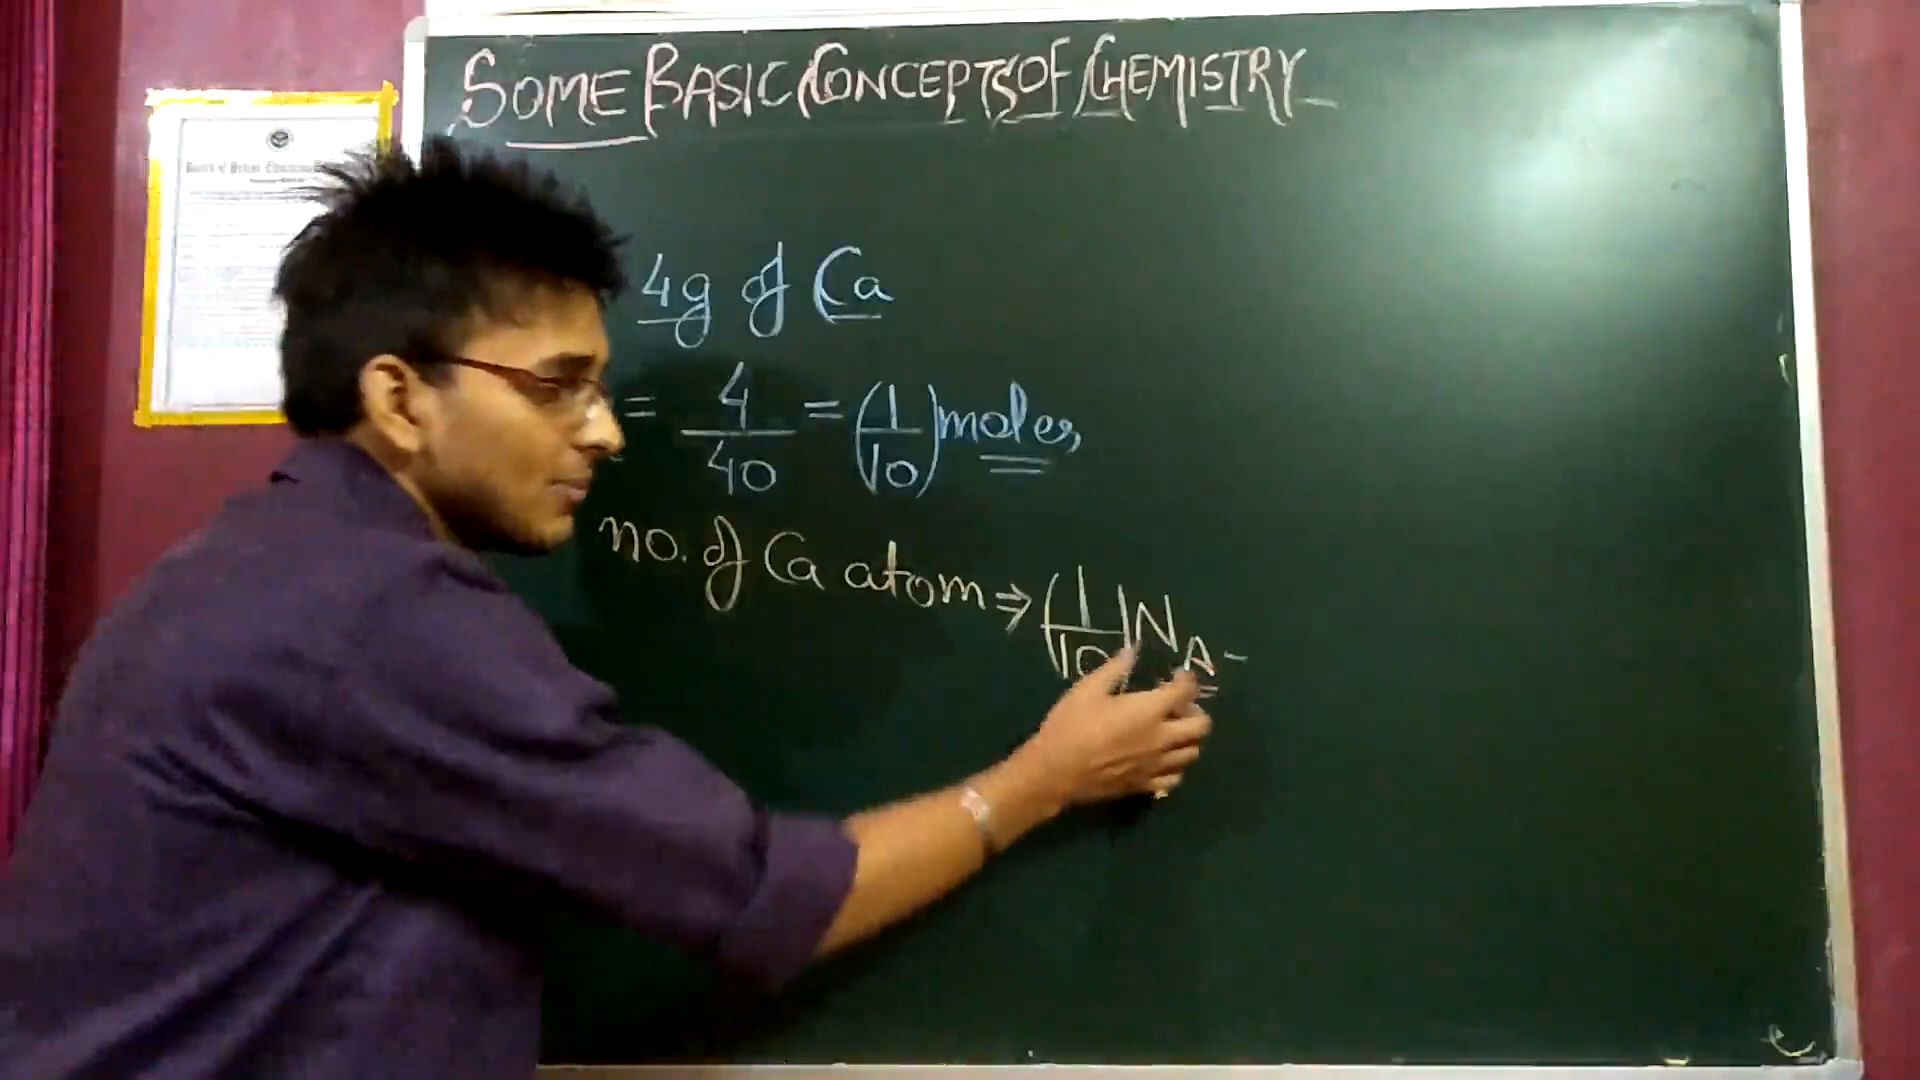 SOME BASIC CONCEPTS OF CHEMISTRY
4g of Ca
= 4/40 = (1/10) moles
no. of Ca atom ⇒ (1/10) NA